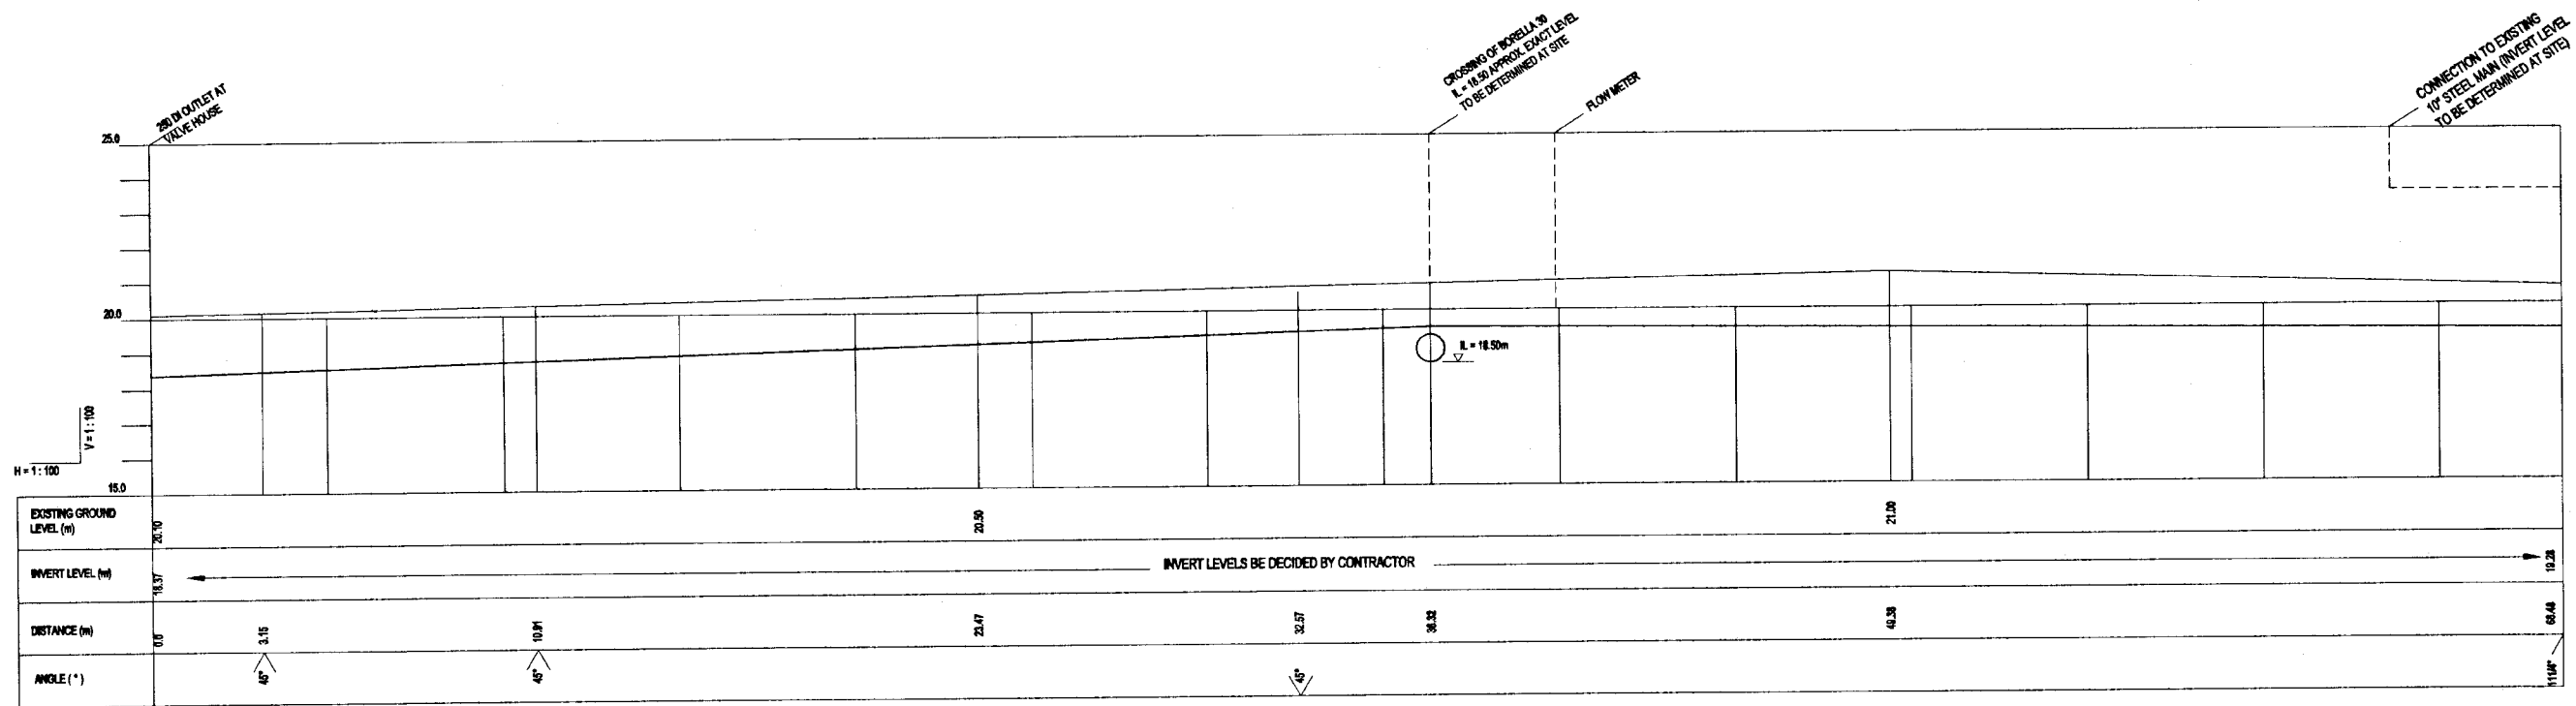 250 DI OUTLET AT
VALVE HOUSE
CROSSING OF BORELLA 30
IL = 18.50 APPROX. EXACT LEVEL
TO BE DETERMINED AT SITE
FLOW METER
CONNECTION TO EXISTING
10" STEEL MAIN (INVERT LEVEL
TO BE DETERMINED AT SITE)
25.0
20.0
15.0
IL = 18.50m
V = 1 : 100
H = 1 : 100
EXISTING GROUND
LEVEL (m)
20.10
20.50
21.00
INVERT LEVEL (m)
18.37
INVERT LEVELS BE DECIDED BY CONTRACTOR
19.28
DISTANCE (m)
0.0
3.15
10.91
23.47
32.57
36.32
49.38
68.48
ANGLE ( ° )
45°
45°
45°
111/4°